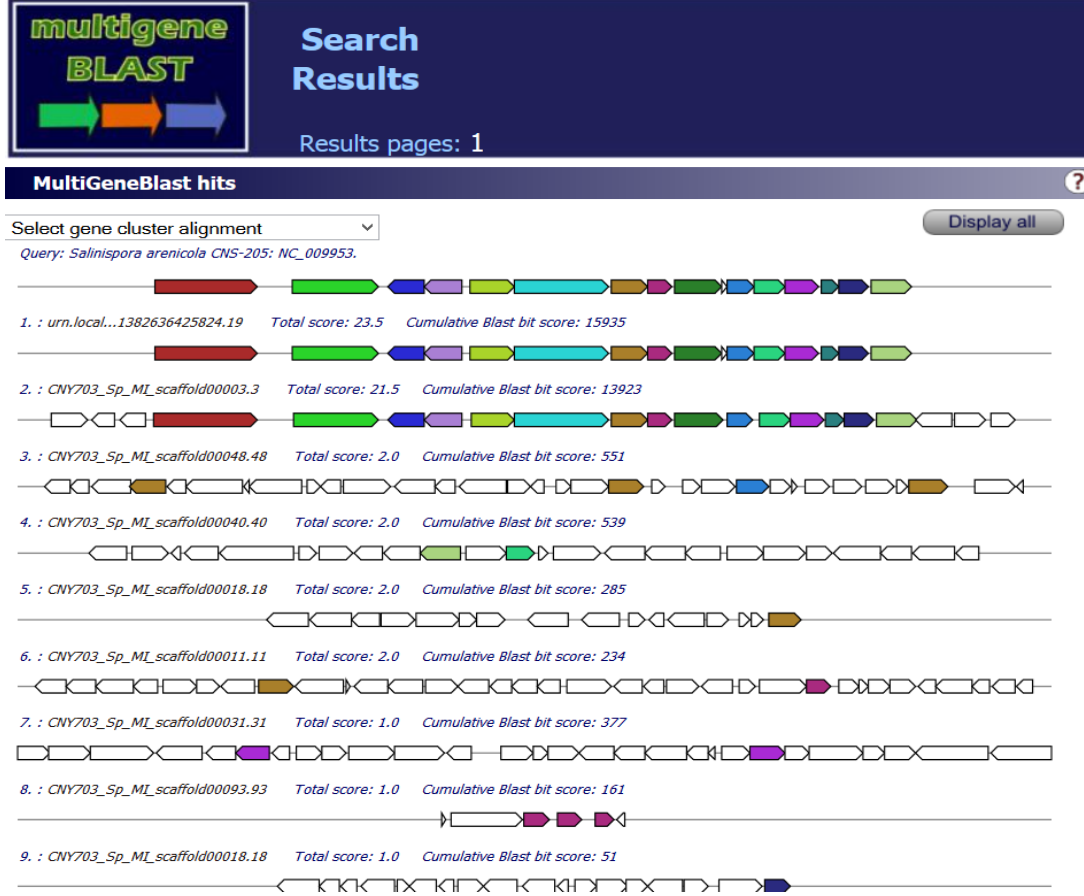 multigene
BLAST
Search
Results
Results pages: 1
MultiGeneBlast hits
?
Select gene cluster alignment
Display all
Query: Salinispora arenicola CNS-205: NC_009953.
1. : urn.local...1382636425824.19 Total score: 23.5 Cumulative Blast bit score: 15935
2. : CNY703_Sp_MI_scaffold00003.3 Total score: 21.5 Cumulative Blast bit score: 13923
3. : CNY703_Sp_MI_scaffold00048.48 Total score: 2.0 Cumulative Blast bit score: 551
4. : CNY703_Sp_MI_scaffold00040.40 Total score: 2.0 Cumulative Blast bit score: 539
5. : CNY703_Sp_MI_scaffold00018.18 Total score: 2.0 Cumulative Blast bit score: 285
6. : CNY703_Sp_MI_scaffold00011.11 Total score: 2.0 Cumulative Blast bit score: 234
7. : CNY703_Sp_MI_scaffold00031.31 Total score: 1.0 Cumulative Blast bit score: 377
8. : CNY703_Sp_MI_scaffold00093.93 Total score: 1.0 Cumulative Blast bit score: 161
9. : CNY703_Sp_MI_scaffold00018.18 Total score: 1.0 Cumulative Blast bit score: 51